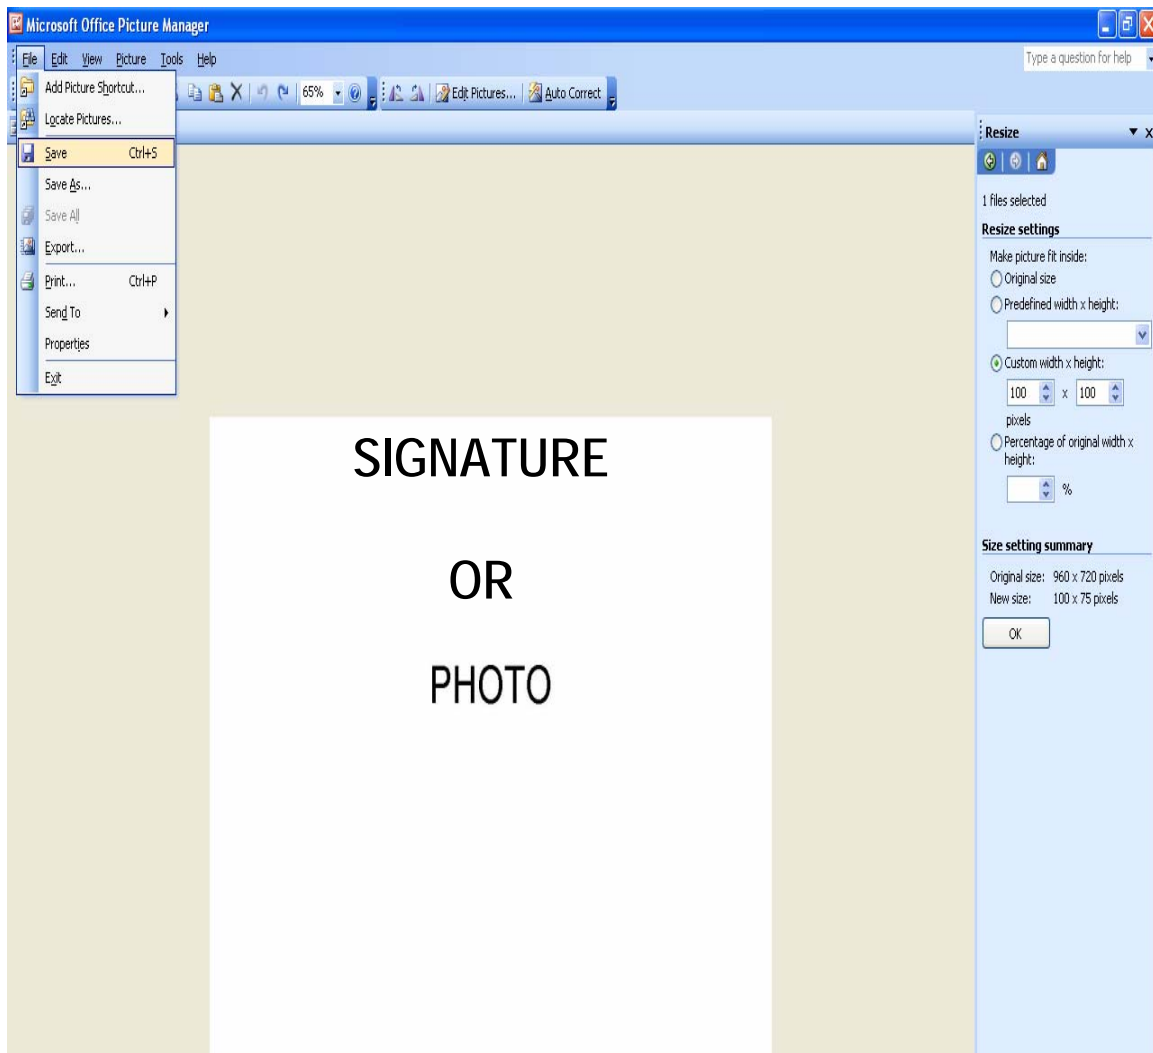 Microsoft Office Picture Manager
File Edit View Picture Tools Help
Type a question for help
Add Picture Shortcut...
65%
Edit Pictures...
Auto Correct
Locate Pictures...
Save Ctrl+S
Save As...
Save All
Export...
Print... Ctrl+P
Send To
Properties
Exit
SIGNATURE
OR
PHOTO
Resize
1 files selected
Resize settings
Make picture fit inside:
Original size
Predefined width x height:
Custom width x height:
100 x 100
pixels
Percentage of original width x
height:
%
Size setting summary
Original size: 960 x 720 pixels
New size: 100 x 75 pixels
OK